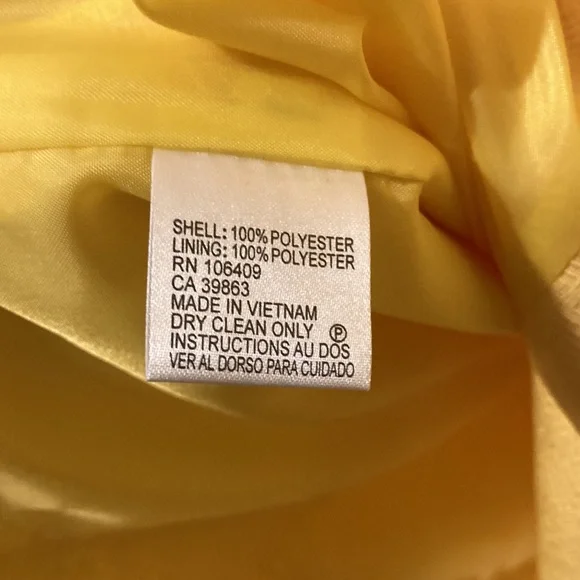 SHELL: 100% POLYESTER
LINING: 100% POLYESTER
RN 106409
CA 39863
MADE IN VIETNAM
DRY CLEAN ONLY Ⓟ
INSTRUCTIONS AU DOS
VER AL DORSO PARA CUIDADO